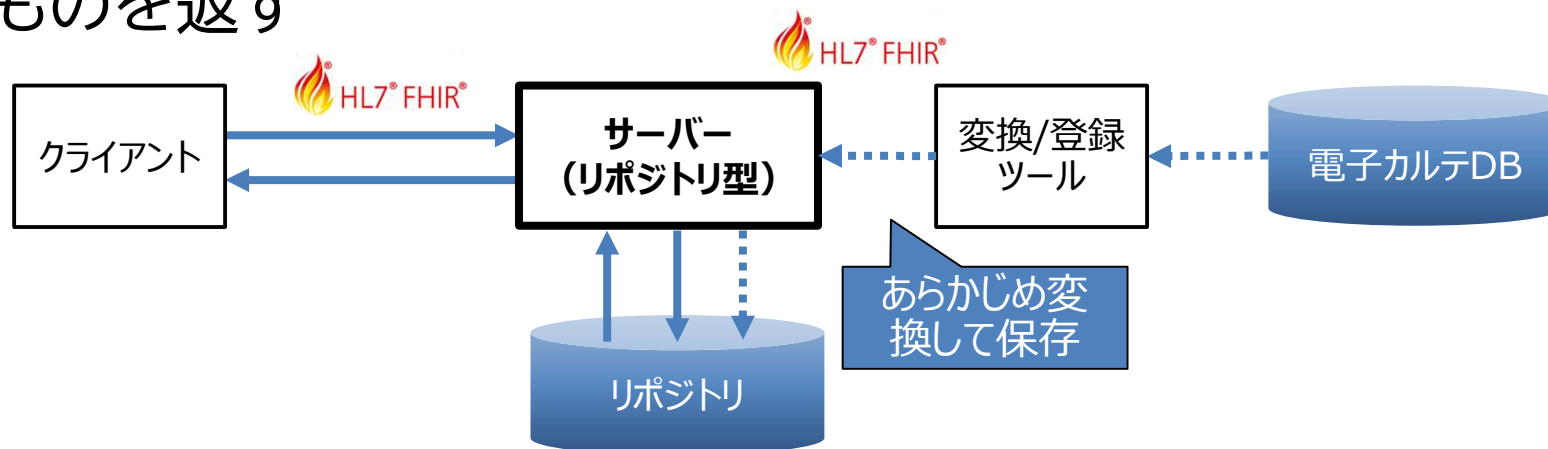 ものを返す
HL7® FHIR®
HL7® FHIR®
クライアント
サーバー
（リポジトリ型）
変換/登録
ツール
電子カルテDB
あらかじめ変
換して保存
リポジトリ